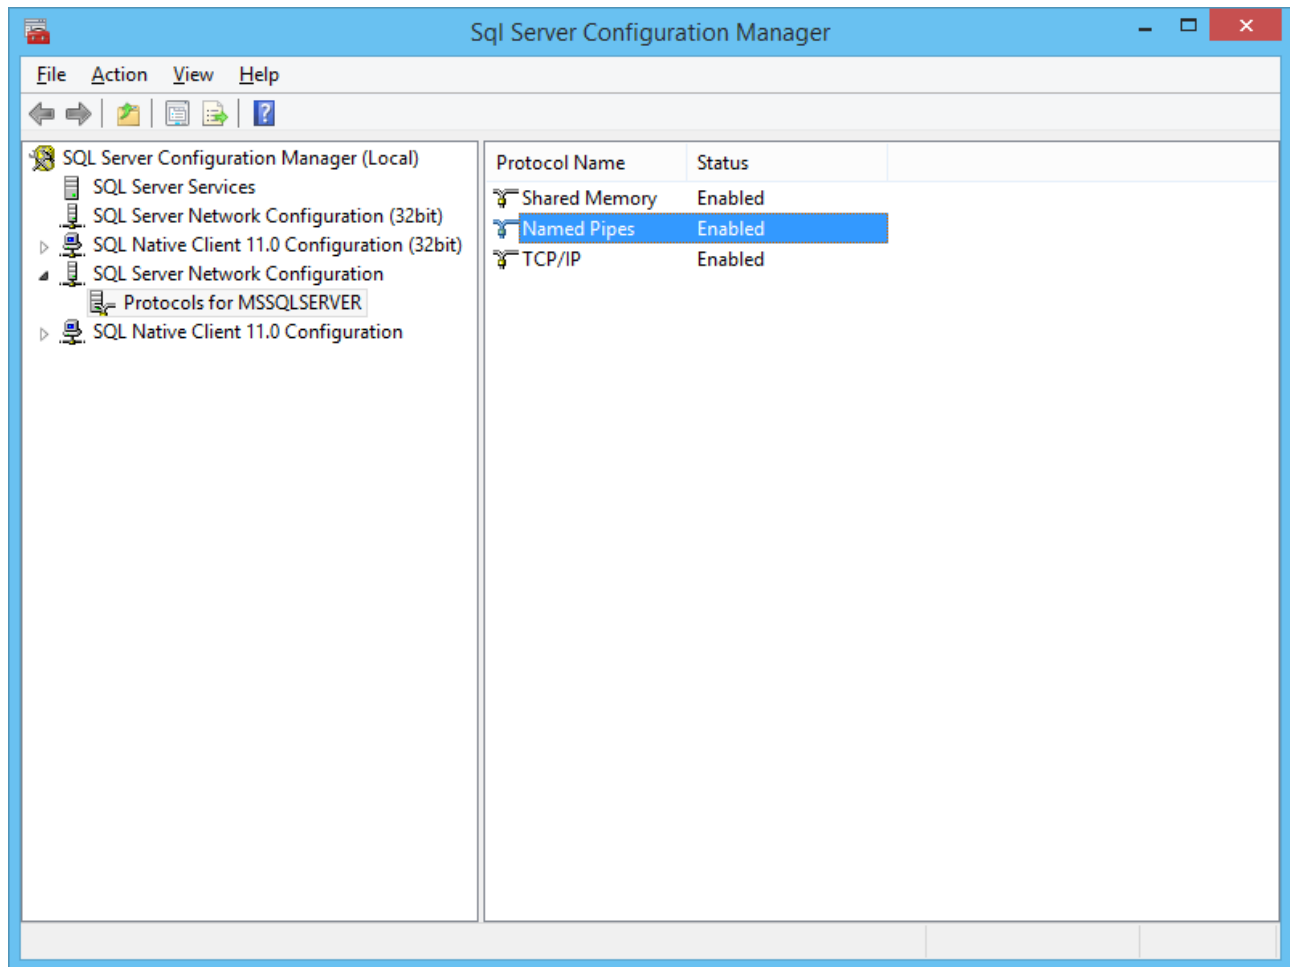 Sql Server Configuration Manager
File Action View Help
SQL Server Configuration Manager (Local)
SQL Server Services
SQL Server Network Configuration (32bit)
SQL Native Client 11.0 Configuration (32bit)
SQL Server Network Configuration
Protocols for MSSQLSERVER
SQL Native Client 11.0 Configuration
Protocol Name Status
Shared Memory Enabled
Named Pipes Enabled
TCP/IP Enabled